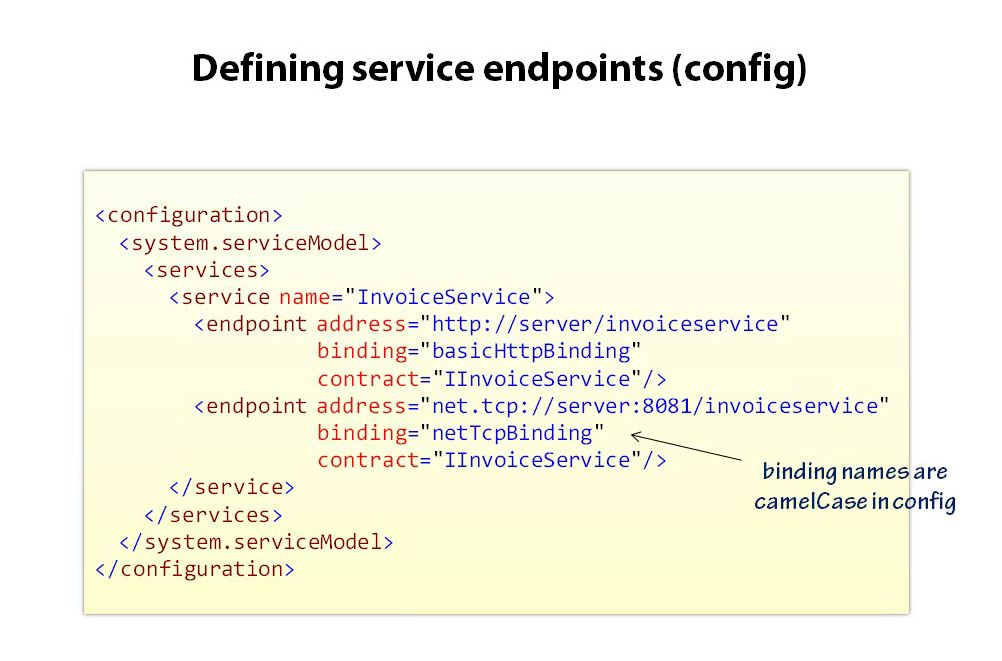 Defining service endpoints (config)
<configuration>
<system.serviceModel>
<services>
<service name="InvoiceService">
<endpoint address="http://server/invoiceservice"
binding="basicHttpBinding"
contract="IInvoiceService"/>
<endpoint address="net.tcp://server:8081/invoiceservice"
binding="netTcpBinding"
contract="IInvoiceService"/>
</service>
</services>
</system.serviceModel>
</configuration>
binding names are
camelCase in config